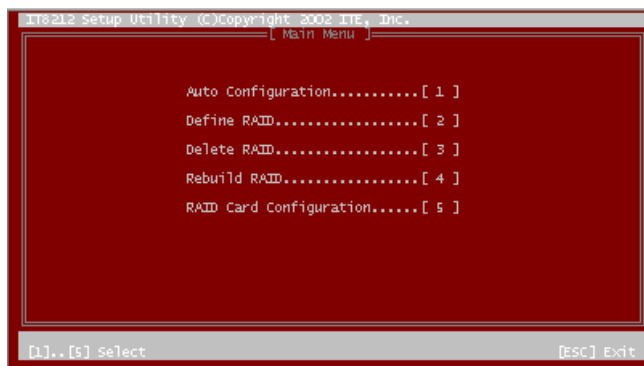 IT8212 Setup Utility (C)Copyright 2002 ITE, Inc.
[ Main Menu ]
Auto Configuration...........[ 1 ]
Define RAID.................[ 2 ]
Delete RAID.................[ 3 ]
Rebuild RAID.................[ 4 ]
RAID Card Configuration......[ 5 ]
[1]..[5] Select [ESC] Exit